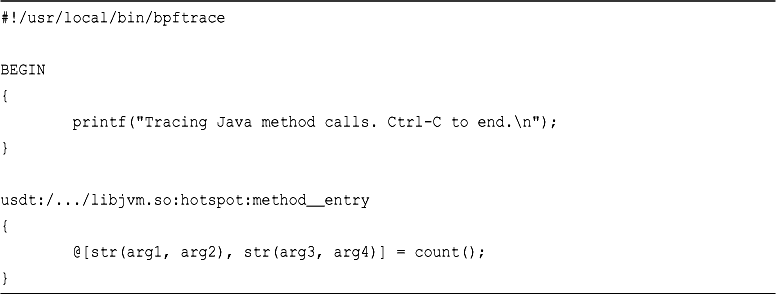 #!/usr/local/bin/bpftrace
BEGIN
{
printf("Tracing Java method calls. Ctrl-C to end.\n");
}
usdt:/.../libjvm.so:hotspot:method__entry
{
@[str(arg1, arg2), str(arg3, arg4)] = count();
}